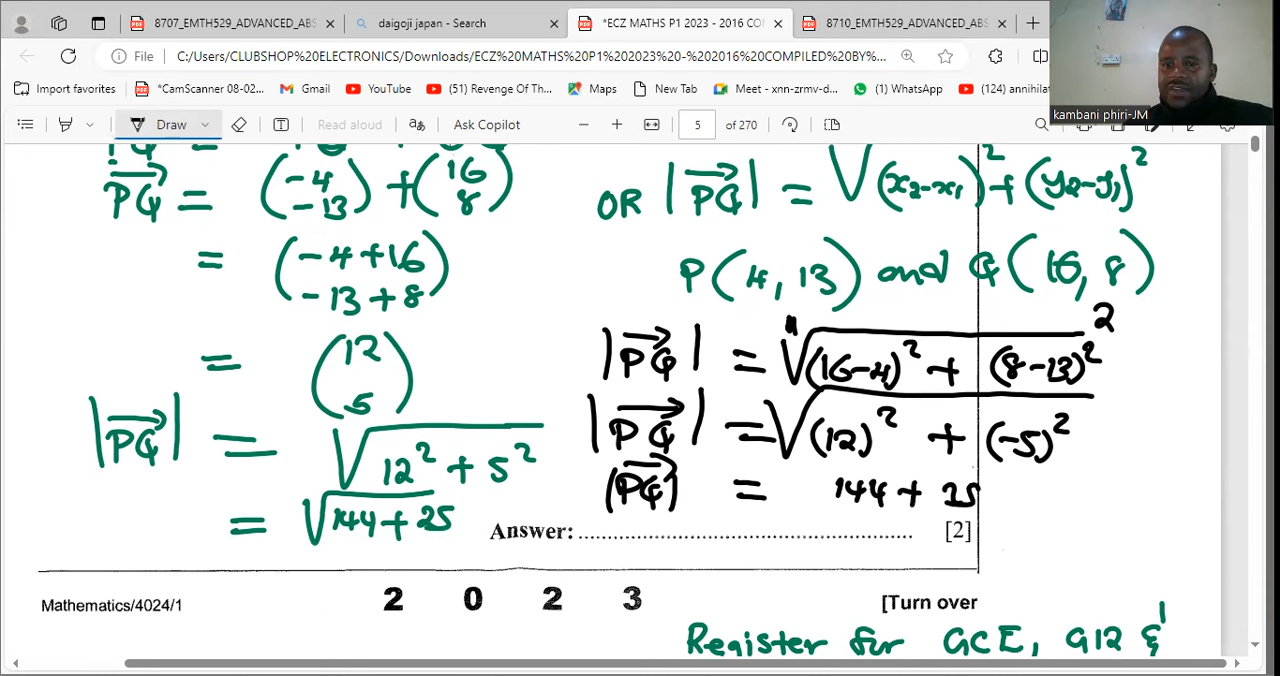 8707_EMTH529_ADVANCED_ABS
daigoji japan - Search
*ECZ MATHS P1 2023 - 2016 CON
8710_EMTH529_ADVANCED_ABS
File
C:/Users/CLUBSHOP%20ELECTRONICS/Downloads/ECZ%20MATHS%20P1%202023%20-%202016%20COMPILED%20BY%...
Import favorites
*CamScanner 08-02...
Gmail
YouTube
(51) Revenge Of Th...
Maps
New Tab
Meet - xnn-zrmv-d...
(1) WhatsApp
(124) annihilat
kambani phiri-JM
Draw
Read aloud
Ask Copilot
5
of 270
PQ = (-4 -13) + (16 8)
= (-4+16 -13+8)
= (12 5)
|PQ| = √12² + 5²
= √144 + 25
OR |PQ| = √(x₂-x₁)² + (y₂-y₁)²
P(4, 13) and Q(16, 8)
|PQ| = √(16-4)² + (8-13)² 2
|PQ| = √(12)² + (-5)²
|PQ| = 144 + 25
Answer: ............................................................ [2]
Mathematics/4024/1
2 0 2 3
[Turn over
Register for GCE, G12 &